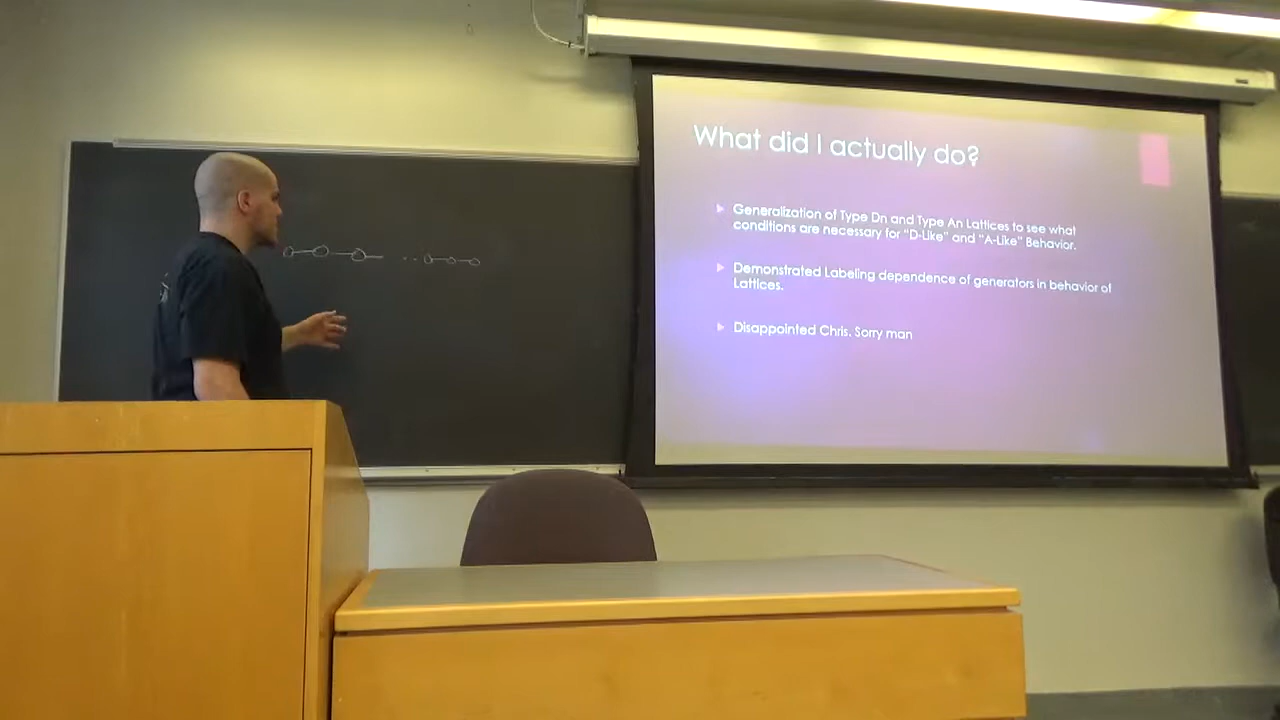 What did I actually do?
Generalization of Type Dn and Type An Lattices to see what
conditions are necessary for "D-Like" and "A-Like" Behavior.
Demonstrated Labeling dependence of generators in behavior of
Lattices.
Disappointed Chris. Sorry man